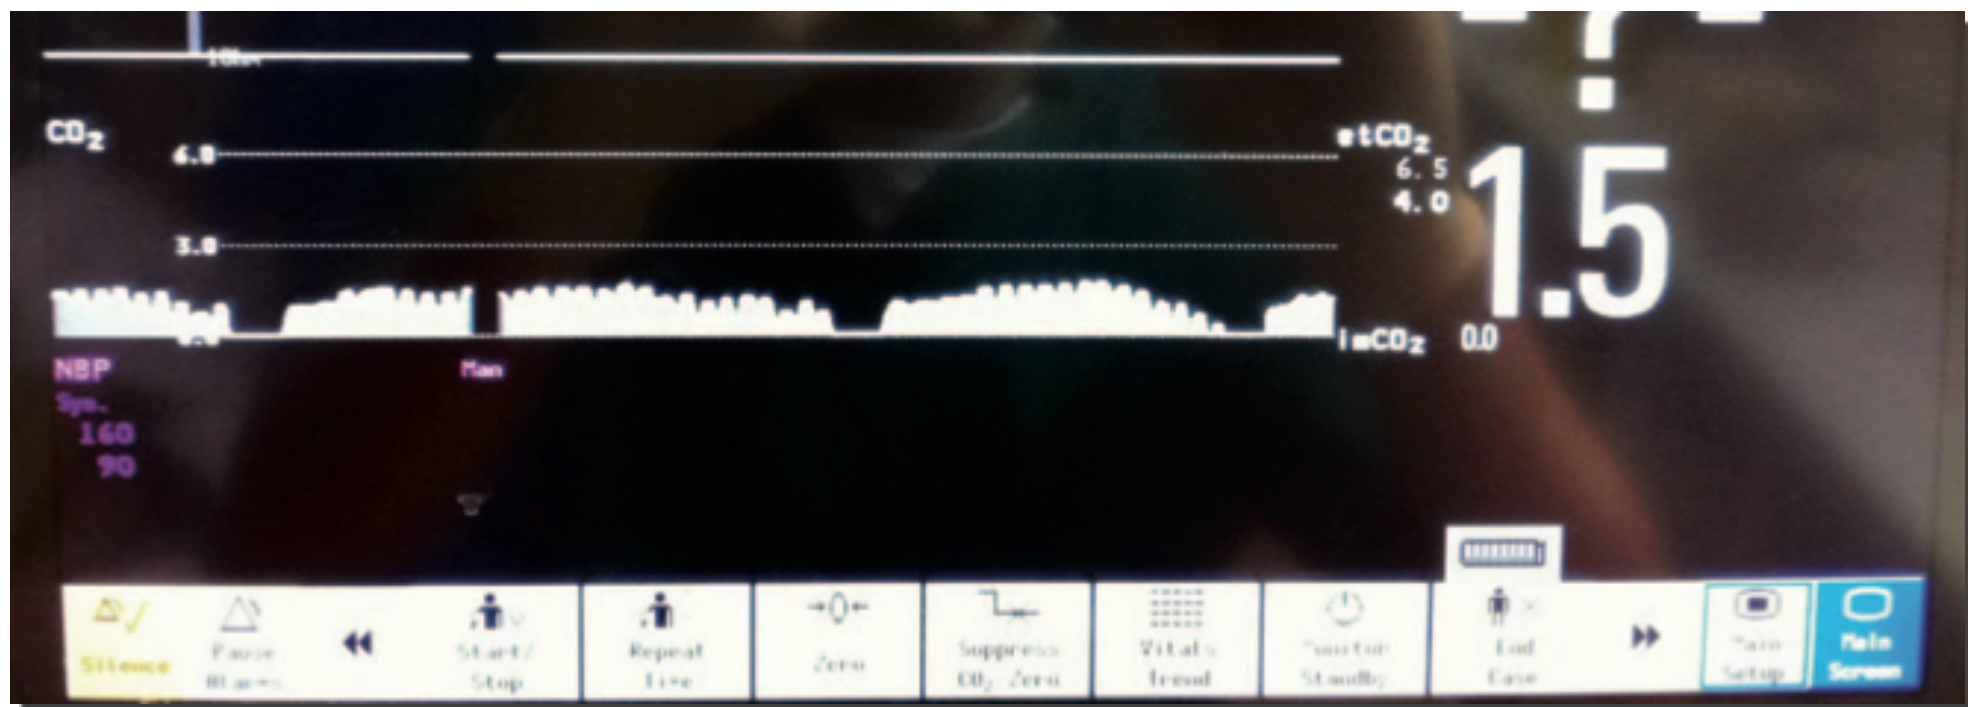 ?
10mm
CO₂
6.0
3.0
etCO₂
6.5
4.0
1.5
imCO₂
0.0
NBP
Sys.
160
90
Man
Silence
Pause
Alarms
Start/
Stop
Repeat
Time
Zero
Suppress
CO₂ Zero
Vitals
Trend
Monitor
Standby
End
Case
Main
Setup
Main
Screen